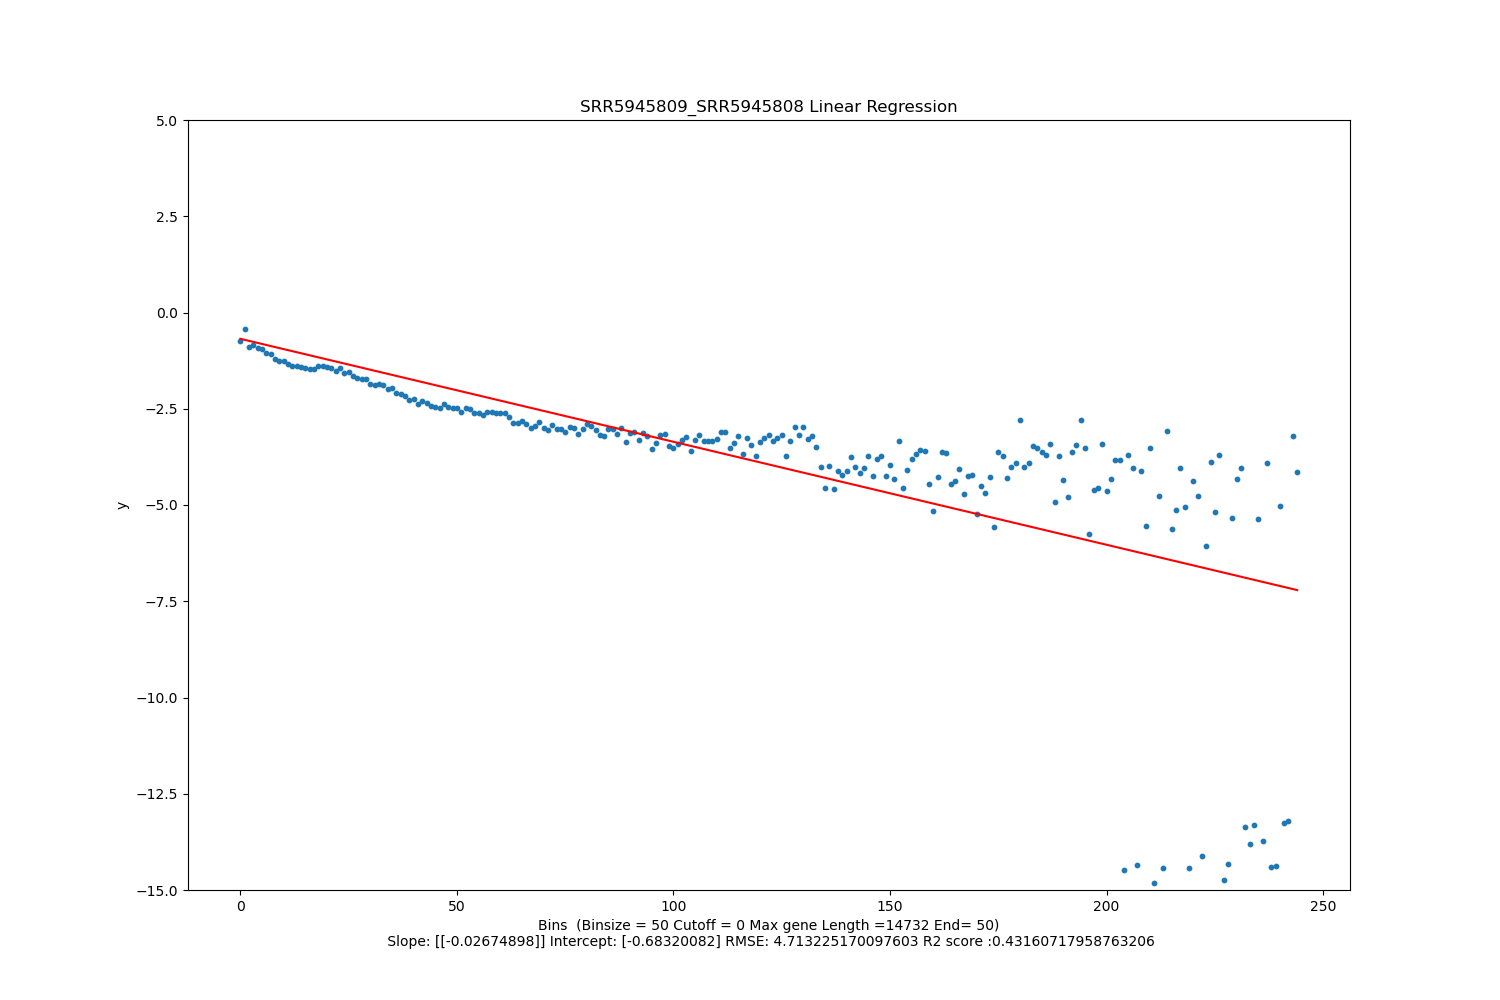 SRR5945809_SRR5945808 Linear Regression
5.0
2.5
0.0
−2.5
−5.0
−7.5
−10.0
−12.5
−15.0
y
0 50 100 150 200 250
Bins  (Binsize = 50 Cutoff = 0 Max gene Length =14732 End= 50)
Slope: [[-0.02674898]] Intercept: [-0.68320082] RMSE: 4.713225170097603 R2 score :0.43160717958763206